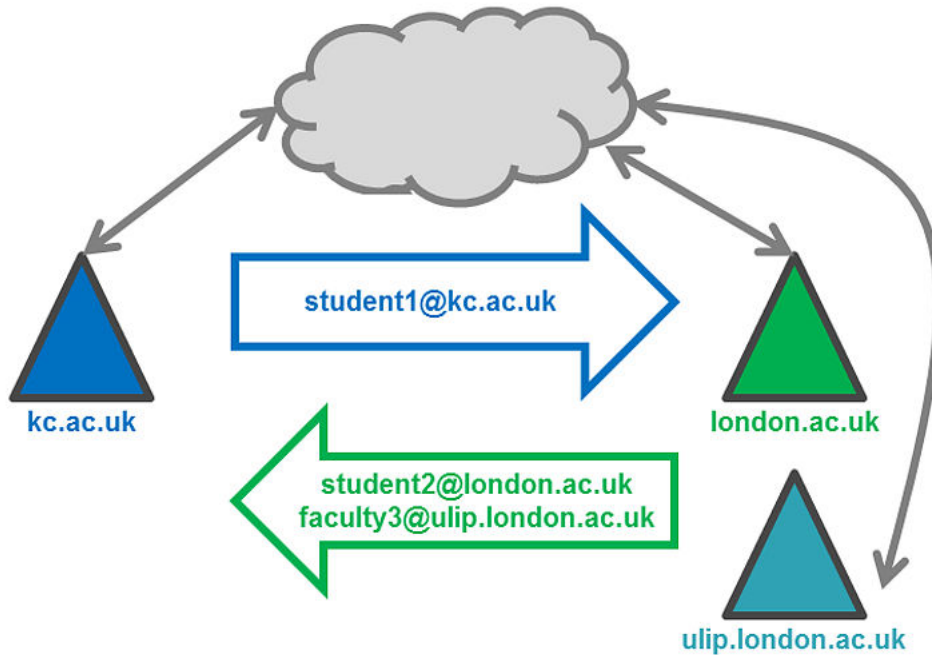 student1@kc.ac.uk
kc.ac.uk
london.ac.uk
student2@london.ac.uk
faculty3@ulip.london.ac.uk
ulip.london.ac.uk